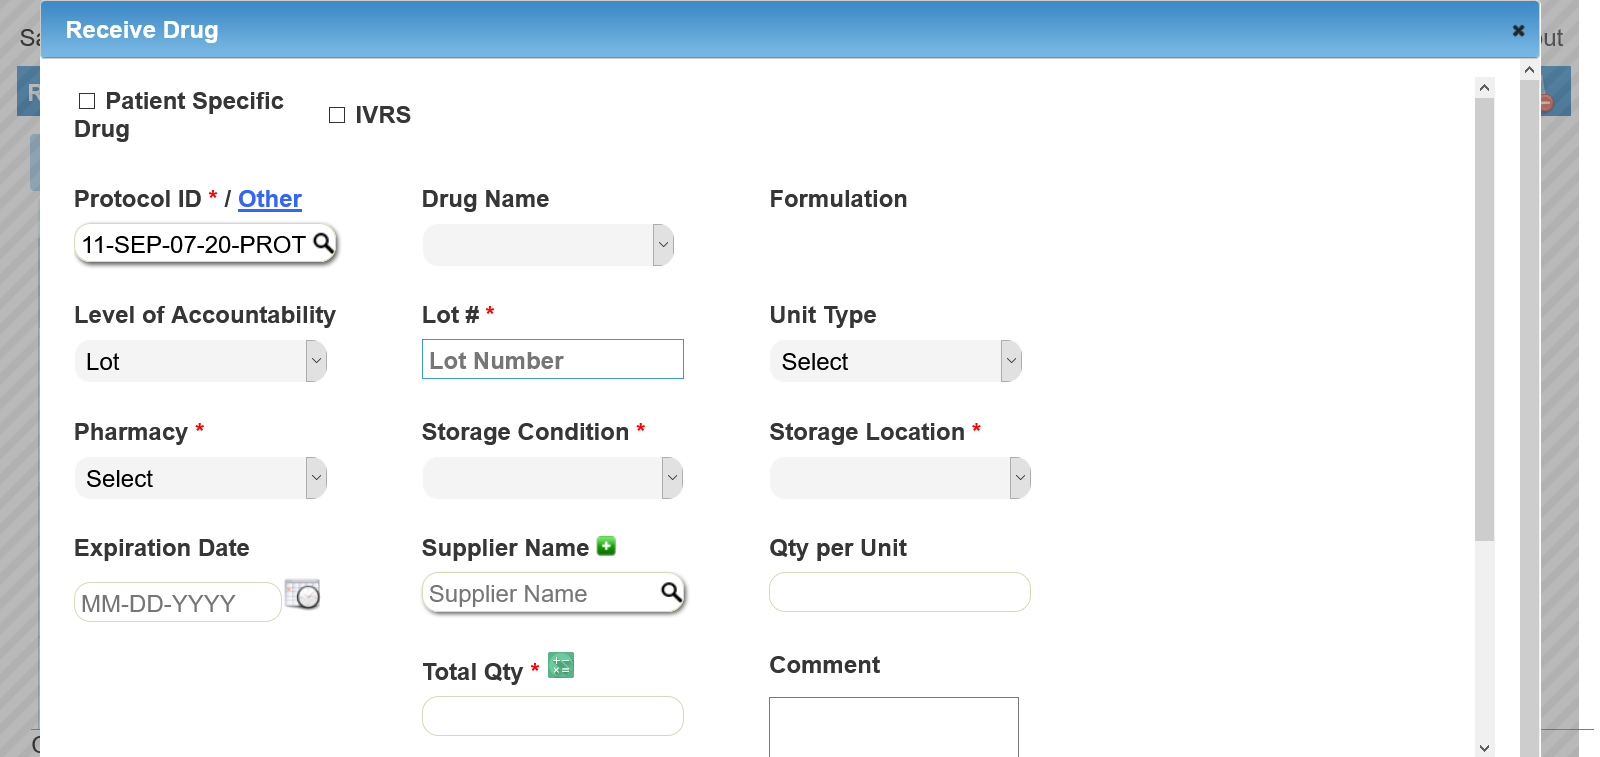 Receive Drug
Patient Specific Drug
IVRS
Protocol ID * / Other
Drug Name
Formulation
11-SEP-07-20-PROT
Level of Accountability
Lot # *
Unit Type
Lot
Lot Number
Select
Pharmacy *
Storage Condition *
Storage Location *
Select
Expiration Date
Supplier Name
Qty per Unit
MM-DD-YYYY
Supplier Name
Total Qty *
Comment